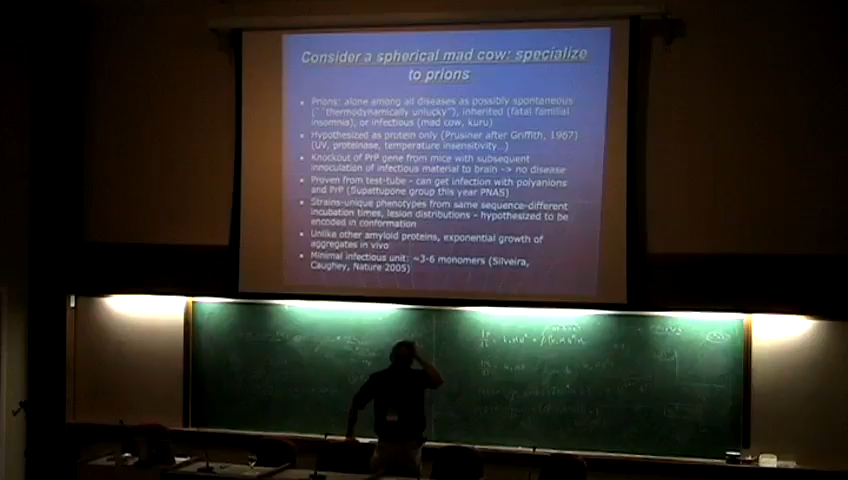 Consider a spherical mad cow: specialize
to prions
Prions: alone among all diseases as possibly spontaneous
(``thermodynamically unlucky"), inherited (fatal familial
insomnia), or infectious (mad cow, kuru)
Hypothesized as protein only (Prusiner after Griffith, 1967)
(UV, proteinase, temperature insensitivity…)
Knockout of PrP gene from mice with subsequent
innoculation of infectious material to brain -> no disease
Proven from test-tube - can get infection with polyanions
and PrP (Supattupone group this year PNAS)
Strains-unique phenotypes from same sequence-different
incubation times, lesion distributions - hypothesized to be
encoded in conformation
Unlike other amyloid proteins, exponential growth of
aggregates in vivo
Minimal infectious unit: ~3-6 monomers (Silveira,
Caughey, Nature 2005)